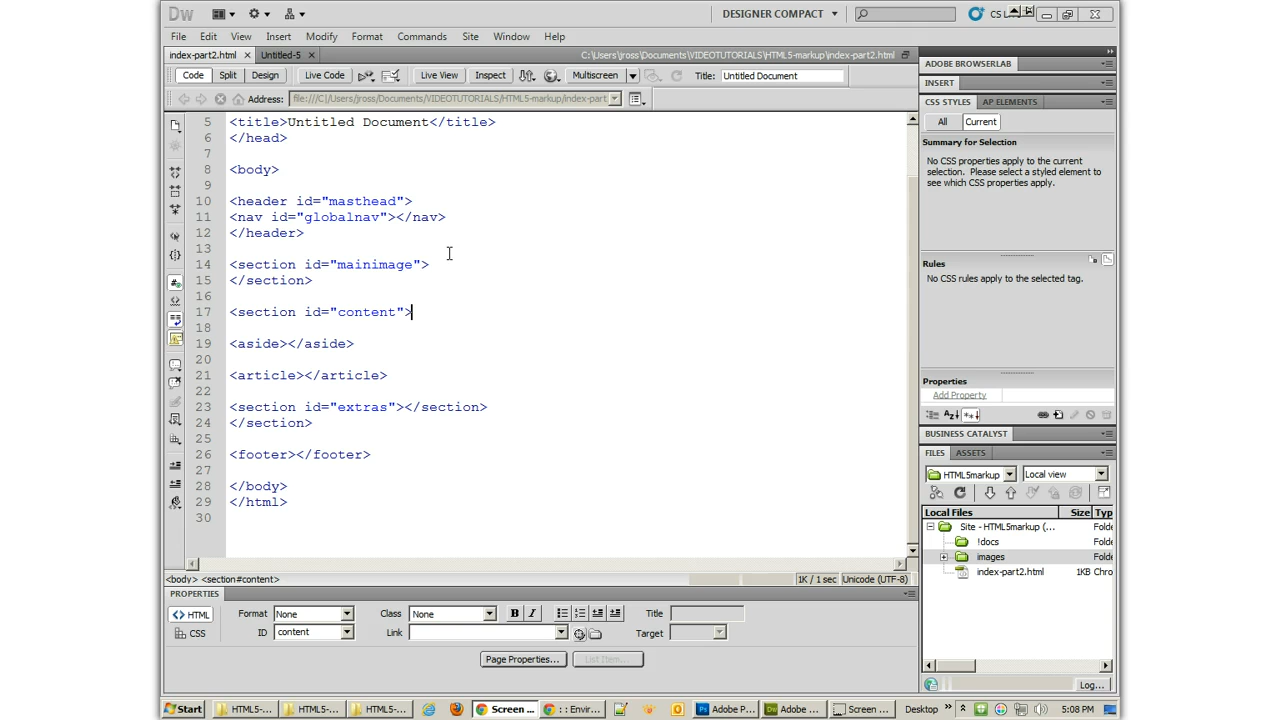 Dw DESIGNER COMPACT CS L
File Edit View Insert Modify Format Commands Site Window Help
index-part2.html × Untitled-5 × C:\Users\jross\Documents\VIDEOTUTORIALS\HTML5-markup\index-part2.html
Code Split Design Live Code Live View Inspect Multiscreen Title: Untitled Document
Address: file:///C|/Users/jross/Documents/VIDEOTUTORIALS/HTML5-markup/index-part
5 <title>Untitled Document</title>
6 </head>
7
8 <body>
9
10 <header id="masthead">
11 <nav id="globalnav"></nav>
12 </header>
13
14 <section id="mainimage">
15 </section>
16
17 <section id="content">
18
19 <aside></aside>
20
21 <article></article>
22
23 <section id="extras"></section>
24 </section>
25
26 <footer></footer>
27
28 </body>
29 </html>
30
<body> <section#content> 1K / 1 sec Unicode (UTF-8)
PROPERTIES
<> HTML Format None Class None B I Title
CSS ID content Link Target
Page Properties... List Item...
ADOBE BROWSERLAB
INSERT
CSS STYLES AP ELEMENTS
All Current
Summary for Selection
No CSS properties apply to the current
selection. Please select a styled element
to see which CSS properties apply.
Rules
No CSS rules apply to the selected tag.
Properties
Add Property
BUSINESS CATALYST
FILES ASSETS
HTML5markup Local view
Local Files Size Typ
Site - HTML5markup (... Folde
!docs Folde
images Folde
index-part2.html 1KB Chro
Log...
Start HTML5-... HTML5-... HTML5-... Screen ... : : Envir... Adobe P... Adobe ... Screen ... Desktop » 5:08 PM